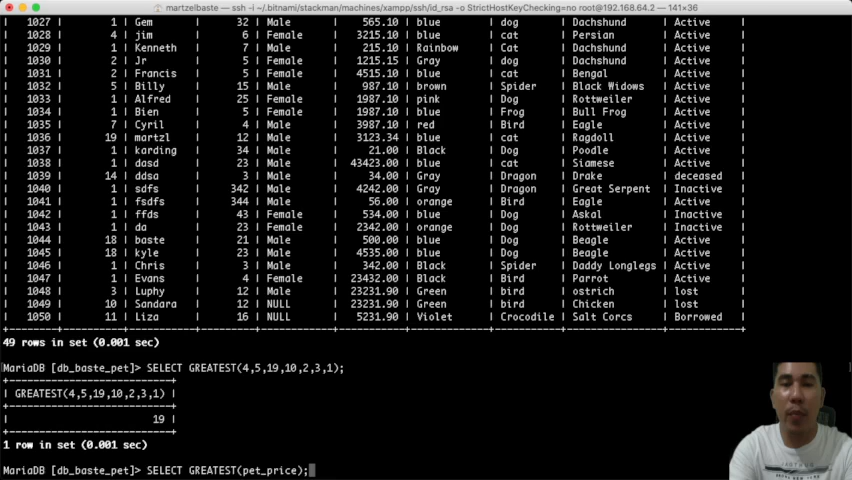 martzelbaste — ssh -i ~/.bitnami/stackman/machines/xampp/ssh/id_rsa -o StrictHostKeyChecking=no root@192.168.64.2 — 141×36
| 1027 | 1 | Gem | 32 | Male | 565.10 | blue | dog | Dachshund | Active |
| 1028 | 4 | jim | 6 | Female | 3215.10 | blue | cat | Persian | Active |
| 1029 | 1 | Kenneth | 7 | Male | 215.10 | Rainbow | Cat | Dachshund | Active |
| 1030 | 2 | Jr | 5 | Female | 1215.15 | Gray | dog | Dachshund | Active |
| 1031 | 2 | Francis | 5 | Female | 4515.10 | blue | cat | Bengal | Active |
| 1032 | 5 | Billy | 15 | Male | 987.10 | brown | Spider | Black Widows | Active |
| 1033 | 1 | Alfred | 25 | Female | 1987.10 | pink | Dog | Rottweiler | Active |
| 1034 | 1 | Bien | 5 | Female | 1987.10 | blue | Frog | Bull Frog | Active |
| 1035 | 7 | Cyril | 4 | Male | 3987.10 | red | Bird | Eagle | Active |
| 1036 | 19 | martzl | 12 | Male | 3123.34 | blue | cat | Ragdoll | Active |
| 1037 | 1 | karding | 34 | Male | 21.00 | Black | Dog | Poodle | Active |
| 1038 | 1 | dasd | 23 | Male | 43423.00 | blue | cat | Siamese | Active |
| 1039 | 14 | ddsa | 3 | Male | 34.00 | Gray | Dragon | Drake | deceased |
| 1040 | 1 | sdfs | 342 | Male | 4242.00 | Gray | Dragon | Great Serpent | Inactive |
| 1041 | 1 | fsdfs | 344 | Male | 56.00 | orange | Bird | Eagle | Active |
| 1042 | 1 | ffds | 43 | Female | 534.00 | blue | Dog | Askal | Inactive |
| 1043 | 1 | da | 23 | Female | 2342.00 | orange | Dog | Rottweiler | Inactive |
| 1044 | 18 | baste | 21 | Male | 500.00 | blue | Dog | Beagle | Active |
| 1045 | 18 | kyle | 23 | Male | 4535.00 | blue | Dog | Beagle | Active |
| 1046 | 1 | Chris | 3 | Male | 342.00 | Black | Spider | Daddy Longlegs | Active |
| 1047 | 1 | Evans | 4 | Female | 23432.00 | Black | Bird | Parrot | Active |
| 1048 | 3 | Luphy | 12 | Male | 23231.90 | Green | bird | ostrich | lost |
| 1049 | 10 | Sandara | 12 | NULL | 23231.90 | Green | bird | Chicken | lost |
| 1050 | 11 | Liza | 16 | NULL | 5231.90 | Violet | Crocodile | Salt Corcs | Borrowed |
49 rows in set (0.001 sec)
MariaDB [db_baste_pet]> SELECT GREATEST(4,5,19,10,2,3,1);
| GREATEST(4,5,19,10,2,3,1) |
| 19 |
1 row in set (0.001 sec)
MariaDB [db_baste_pet]> SELECT GREATEST(pet_price);